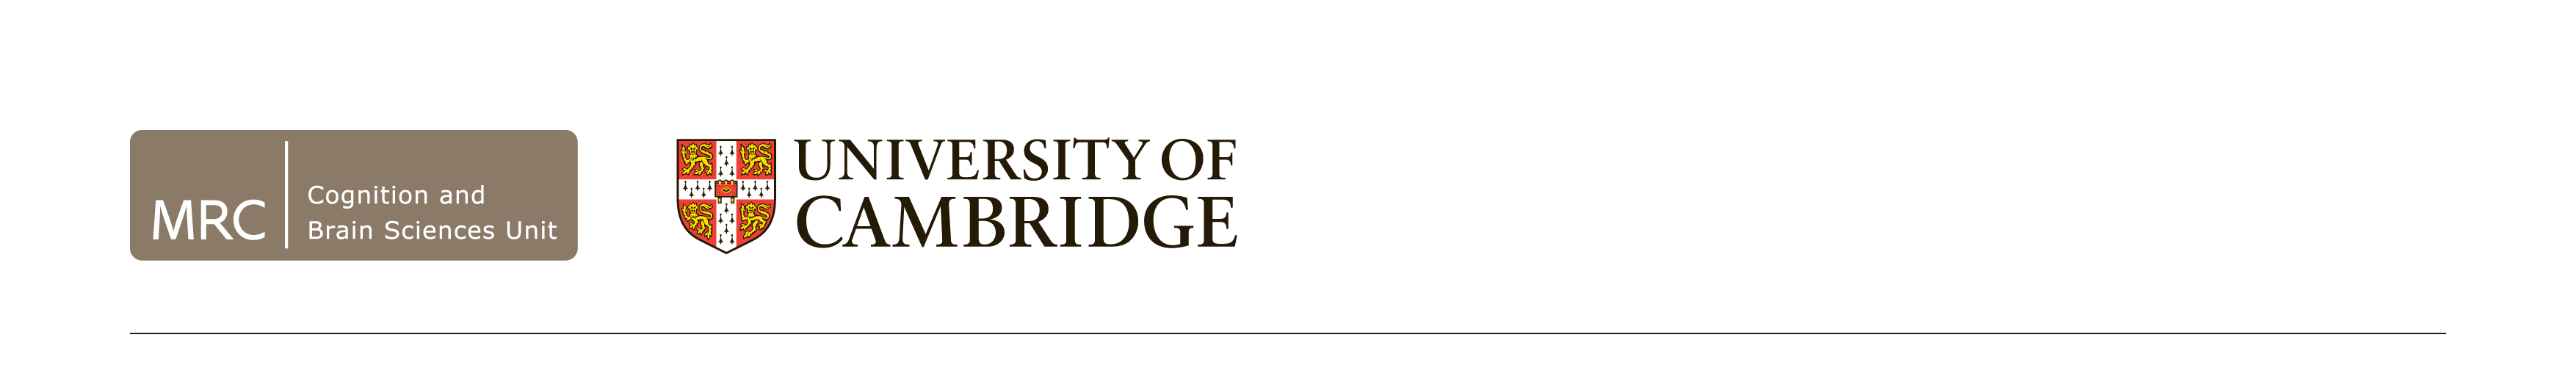 MRC
Cognition and
Brain Sciences Unit
UNIVERSITY OF
CAMBRIDGE